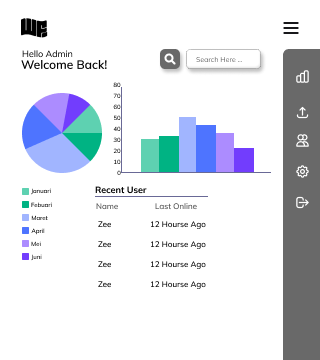 Hello Admin
Welcome Back!
Search Here ...
80
70
60
50
40
30
20
10
0
Januari
Febuari
Maret
April
Mei
Juni
Recent User
Name Last Online
Zee 12 Hourse Ago
Zee 12 Hourse Ago
Zee 12 Hourse Ago
Zee 12 Hourse Ago